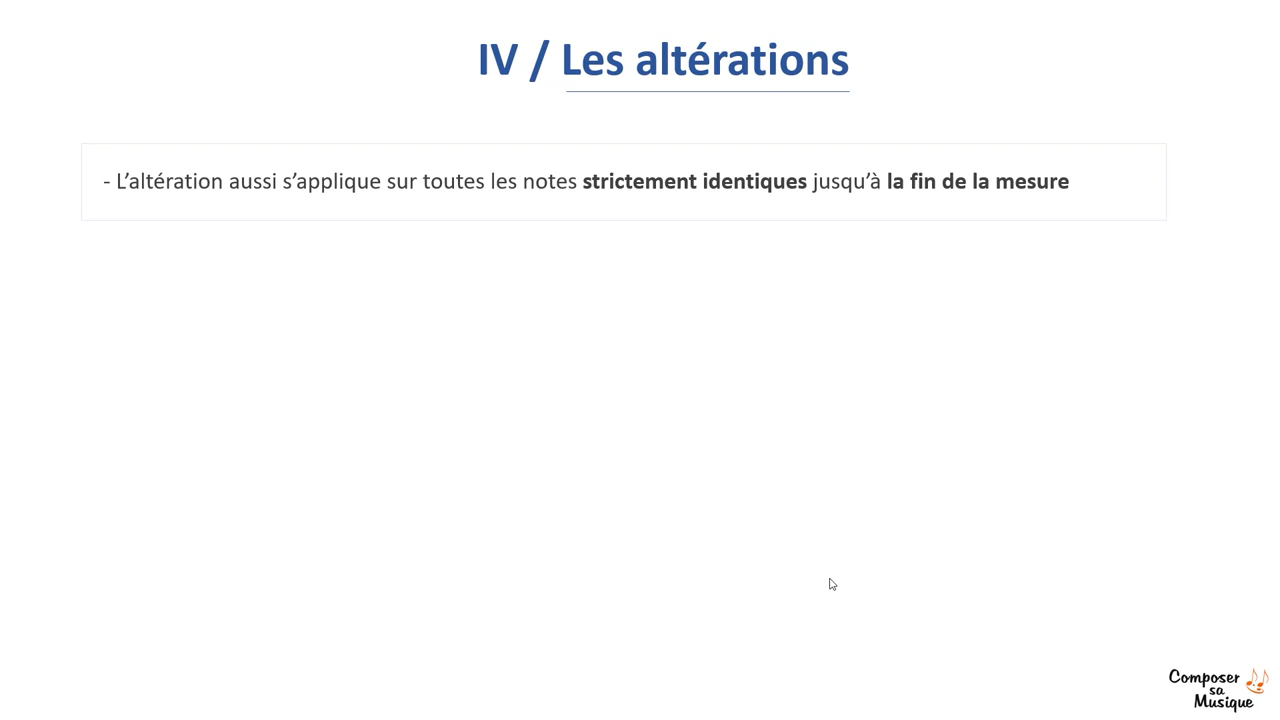 IV / Les altérations
- L’altération aussi s’applique sur toutes les notes strictement identiques jusqu’à la fin de la mesure
Composer
sa
Musique